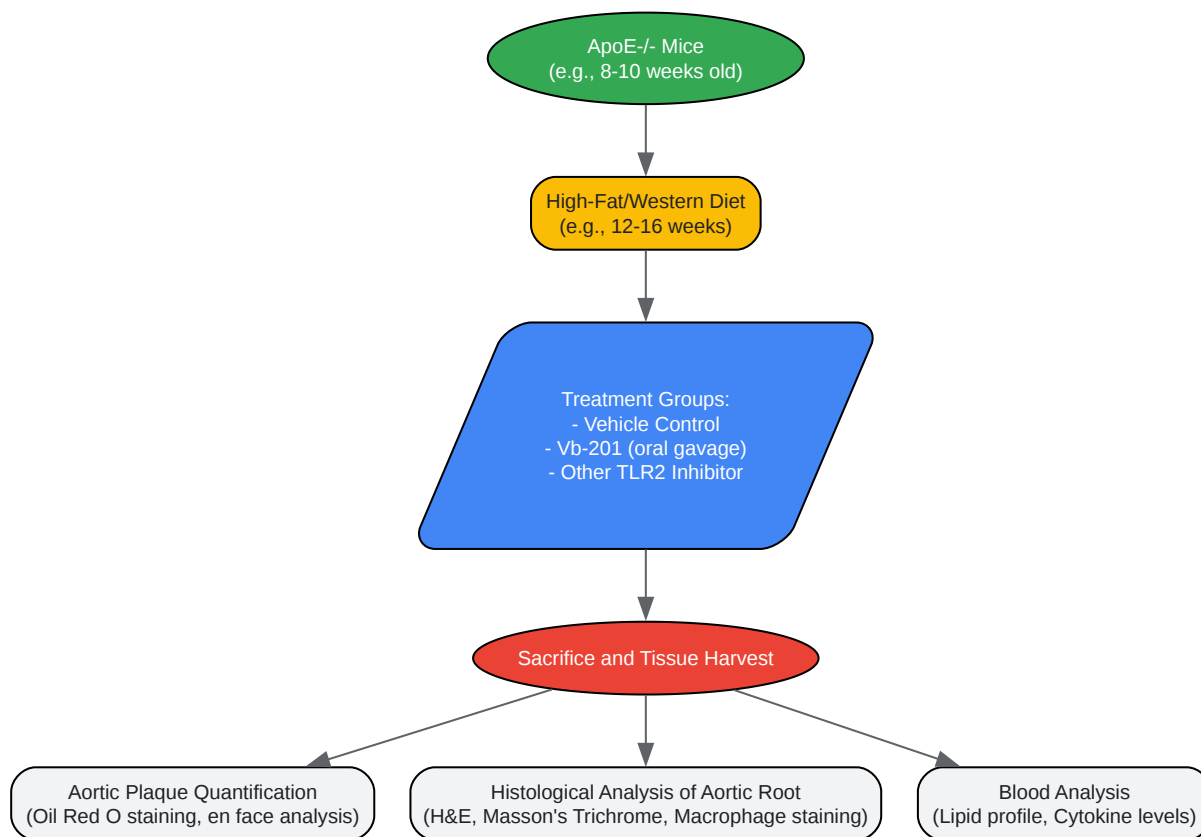 ApoE-/- Mice
(e.g., 8-10 weeks old)
High-Fat/Western Diet
(e.g., 12-16 weeks)
Treatment Groups:
- Vehicle Control
- Vb-201 (oral gavage)
- Other TLR2 Inhibitor
Sacrifice and Tissue Harvest
Aortic Plaque Quantification
(Oil Red O staining, en face analysis)
Histological Analysis of Aortic Root
(H&E, Masson's Trichrome, Macrophage staining)
Blood Analysis
(Lipid profile, Cytokine levels)